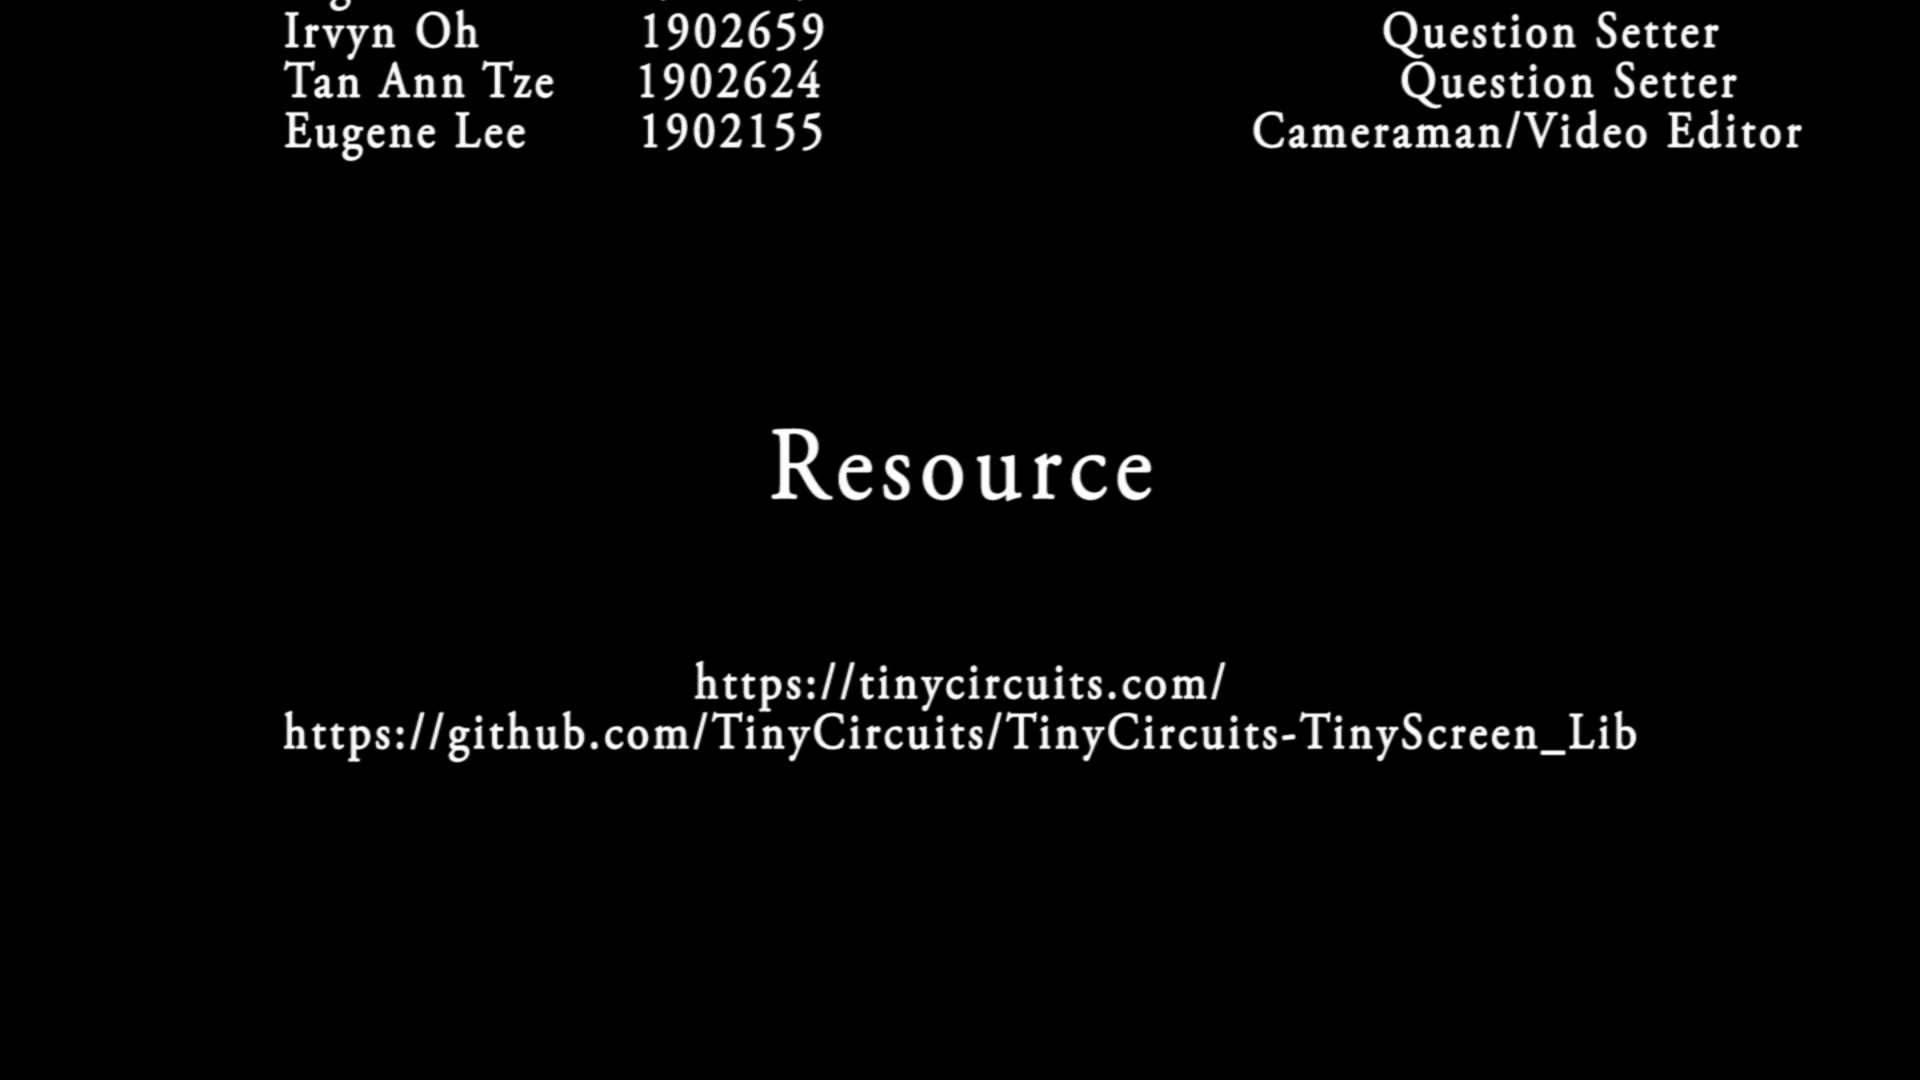 Irvyn Oh 1902659 Question Setter
Tan Ann Tze 1902624 Question Setter
Eugene Lee 1902155 Cameraman/Video Editor
Resource
https://tinycircuits.com/
https://github.com/TinyCircuits/TinyCircuits-TinyScreen_Lib